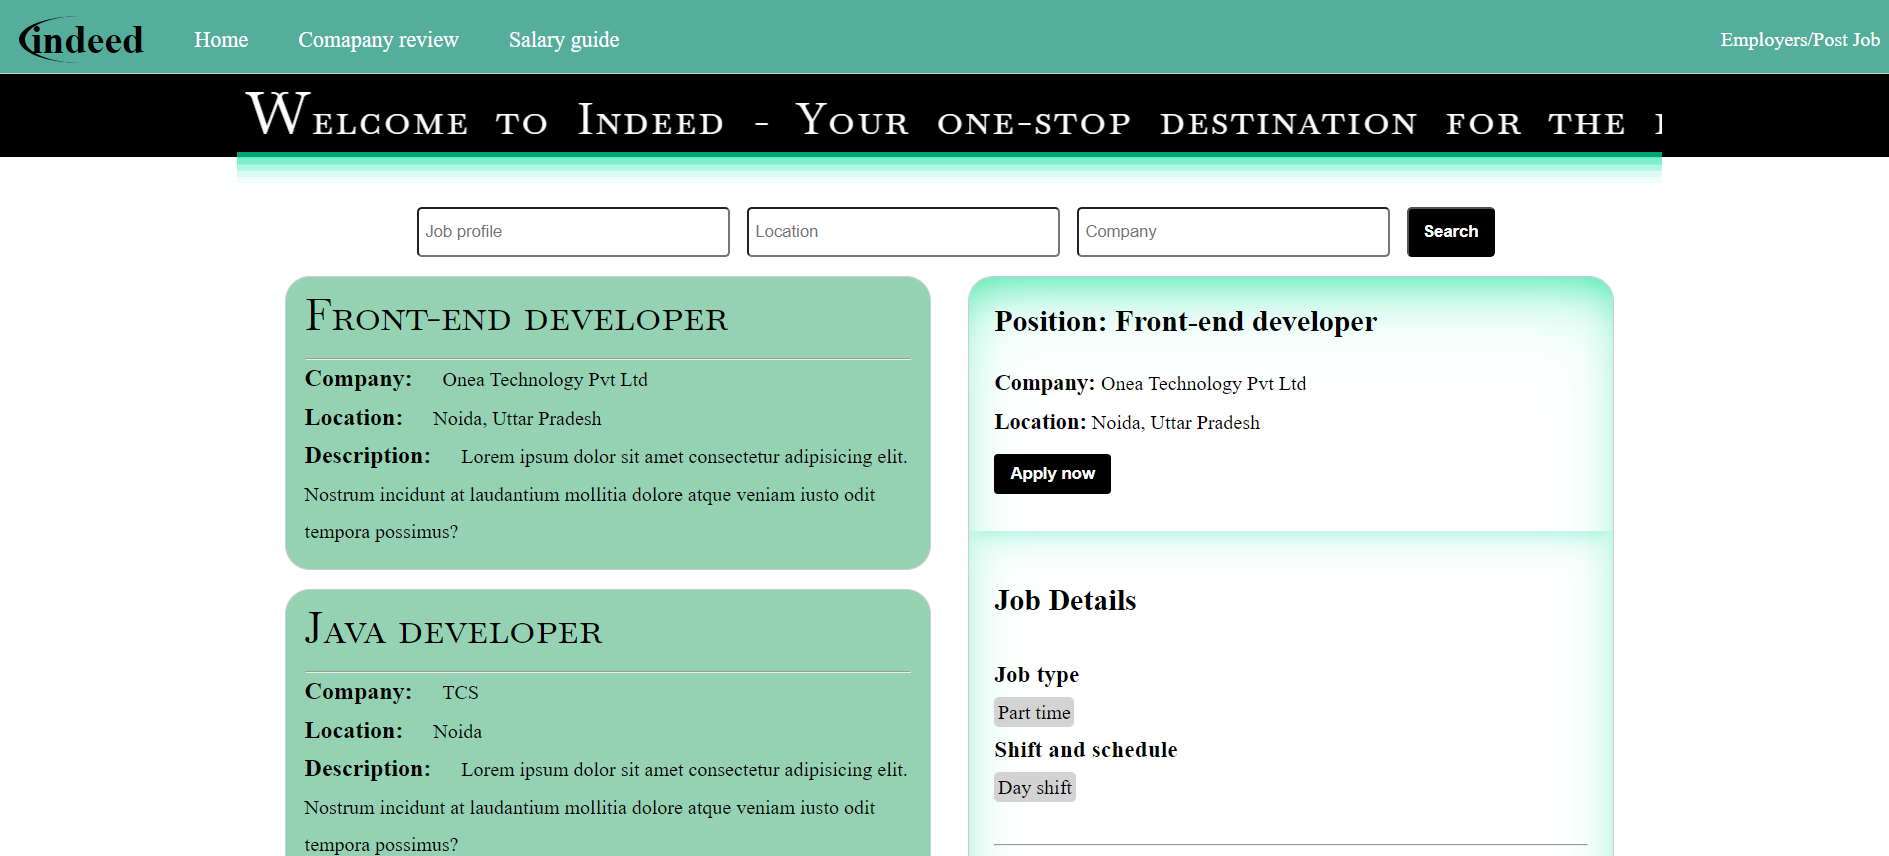 indeed Home Comapany review Salary guide Employers/Post Job
Welcome to Indeed - Your one-stop destination for the
Job profile Location Company Search
Front-end developer
Company: Onea Technology Pvt Ltd
Location: Noida, Uttar Pradesh
Description: Lorem ipsum dolor sit amet consectetur adipisicing elit.
Nostrum incidunt at laudantium mollitia dolore atque veniam iusto odit
tempora possimus?
Java developer
Company: TCS
Location: Noida
Description: Lorem ipsum dolor sit amet consectetur adipisicing elit.
Nostrum incidunt at laudantium mollitia dolore atque veniam iusto odit
tempora possimus?
Position: Front-end developer
Company: Onea Technology Pvt Ltd
Location: Noida, Uttar Pradesh
Apply now
Job Details
Job type
Part time
Shift and schedule
Day shift